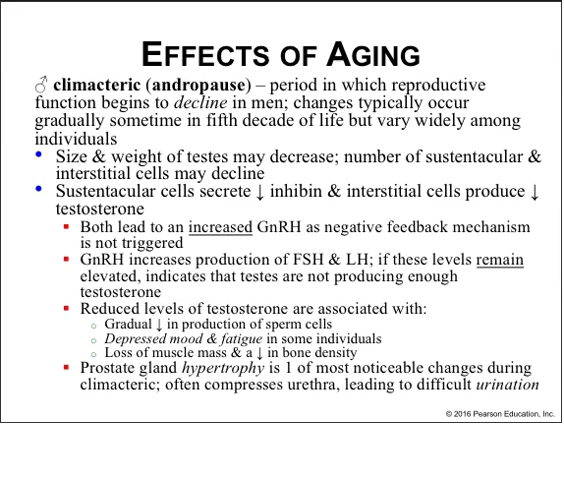 EFFECTS OF AGING
♂ climacteric (andropause) – period in which reproductive
function begins to decline in men; changes typically occur
gradually sometime in fifth decade of life but vary widely among
individuals
• Size & weight of testes may decrease; number of sustentacular &
interstitial cells may decline
• Sustentacular cells secrete ↓ inhibin & interstitial cells produce ↓
testosterone
▪ Both lead to an increased GnRH as negative feedback mechanism
is not triggered
▪ GnRH increases production of FSH & LH; if these levels remain
elevated, indicates that testes are not producing enough
testosterone
▪ Reduced levels of testosterone are associated with:
○ Gradual ↓ in production of sperm cells
○ Depressed mood & fatigue in some individuals
○ Loss of muscle mass & a ↓ in bone density
▪ Prostate gland hypertrophy is 1 of most noticeable changes during
climacteric; often compresses urethra, leading to difficult urination
© 2016 Pearson Education, Inc.